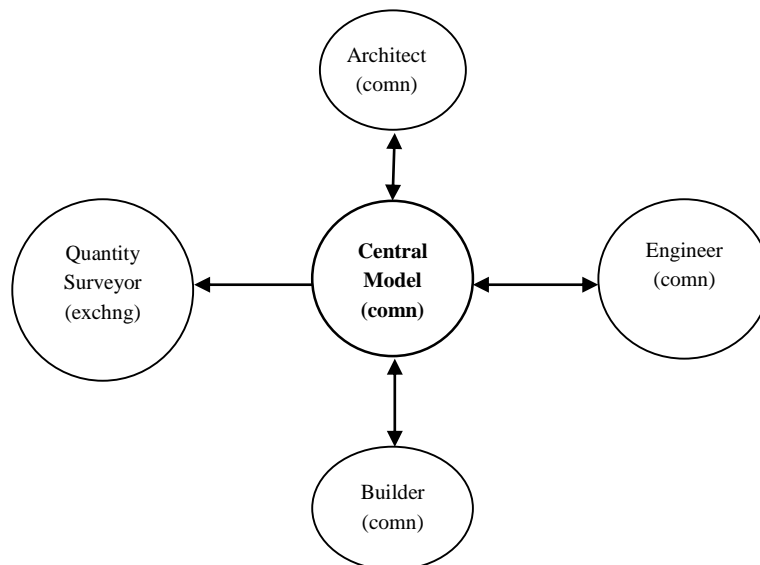 Architect
(comn)
Quantity
Surveyor
(exchng)
Central
Model
(comn)
Engineer
(comn)
Builder
(comn)